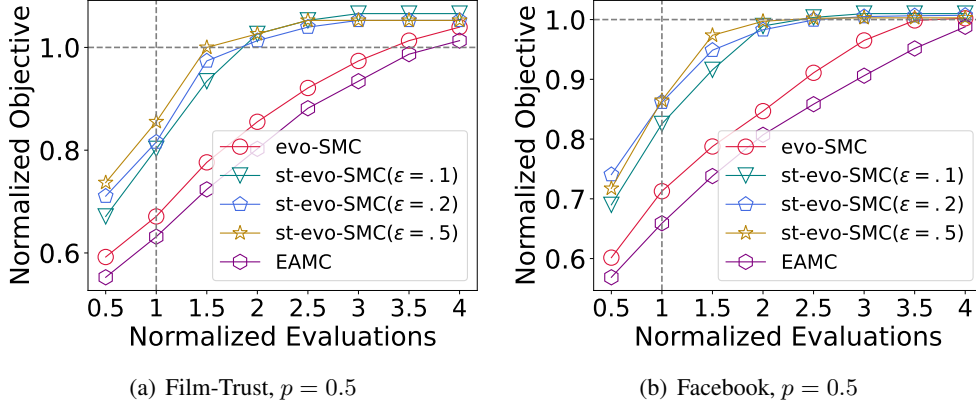 Normalized Objective
1.0
0.8
0.6
evo-SMC
st-evo-SMC(ε = .1)
st-evo-SMC(ε = .2)
st-evo-SMC(ε = .5)
EAMC
0.5 1 1.5 2 2.5 3 3.5 4
Normalized Evaluations
(a) Film-Trust, p = 0.5
Normalized Objective
1.0
0.9
0.8
0.7
0.6
evo-SMC
st-evo-SMC(ε = .1)
st-evo-SMC(ε = .2)
st-evo-SMC(ε = .5)
EAMC
0.5 1 1.5 2 2.5 3 3.5 4
Normalized Evaluations
(b) Facebook, p = 0.5